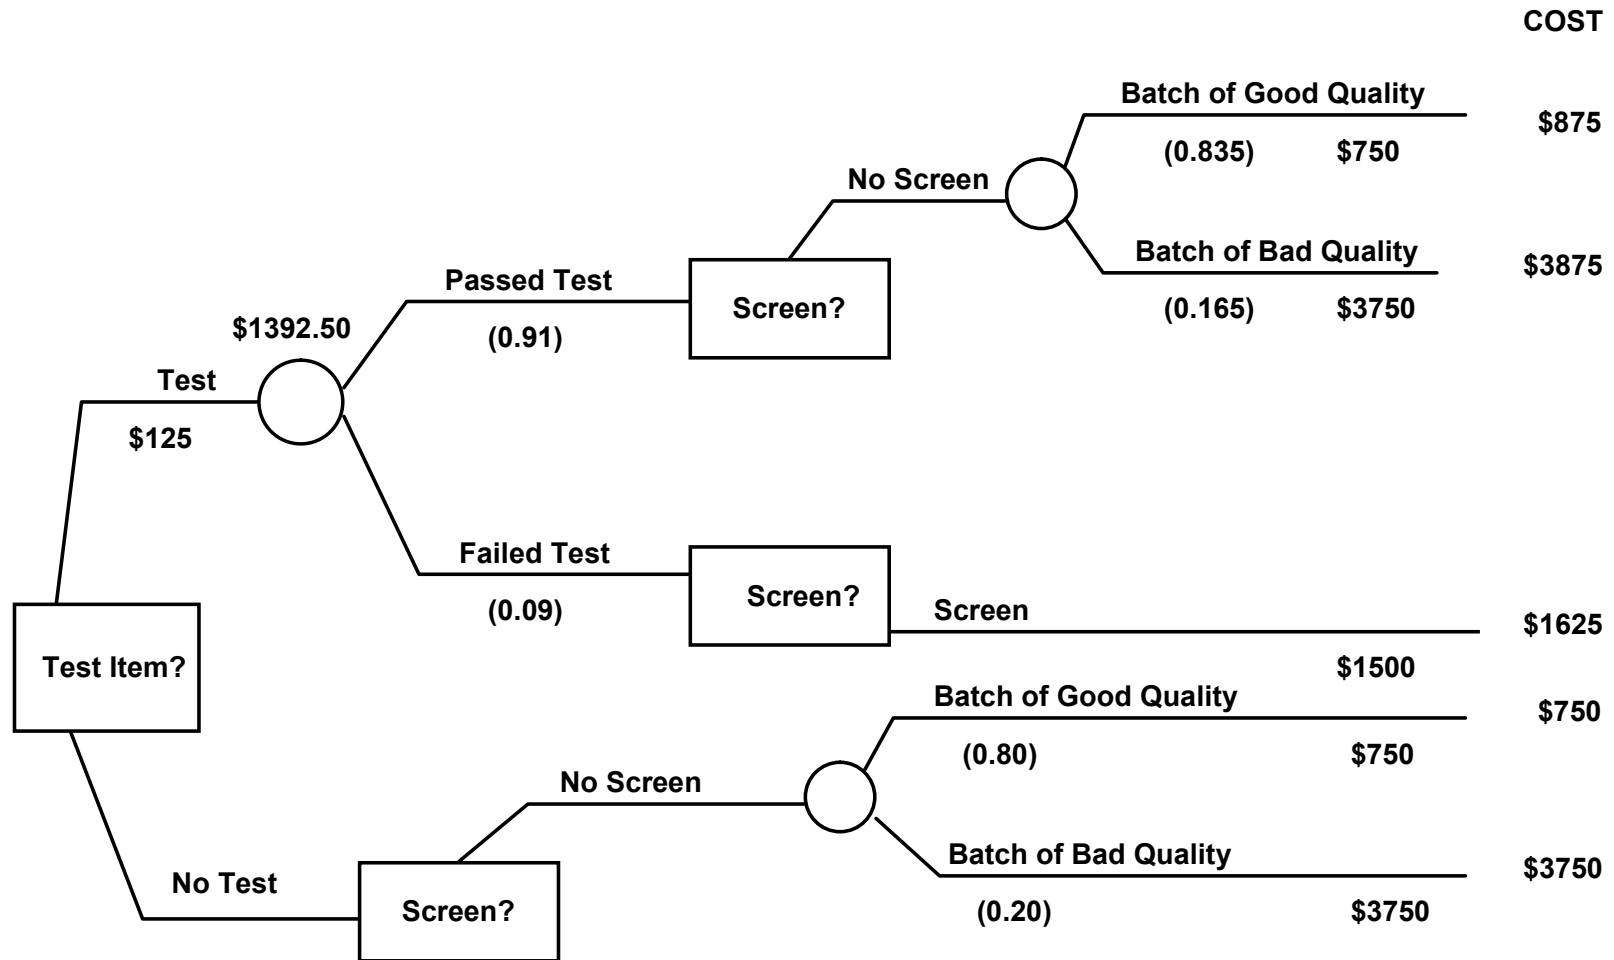 COST
Batch of Good Quality
$875
(0.835) $750
No Screen
Batch of Bad Quality
$3875
(0.165) $3750
Passed Test
Screen?
$1392.50
(0.91)
Test
$125
Failed Test
Screen?
(0.09)
Screen
$1625
$1500
Test Item?
Batch of Good Quality
$750
(0.80) $750
No Screen
Batch of Bad Quality
$3750
No Test
Screen?
(0.20) $3750